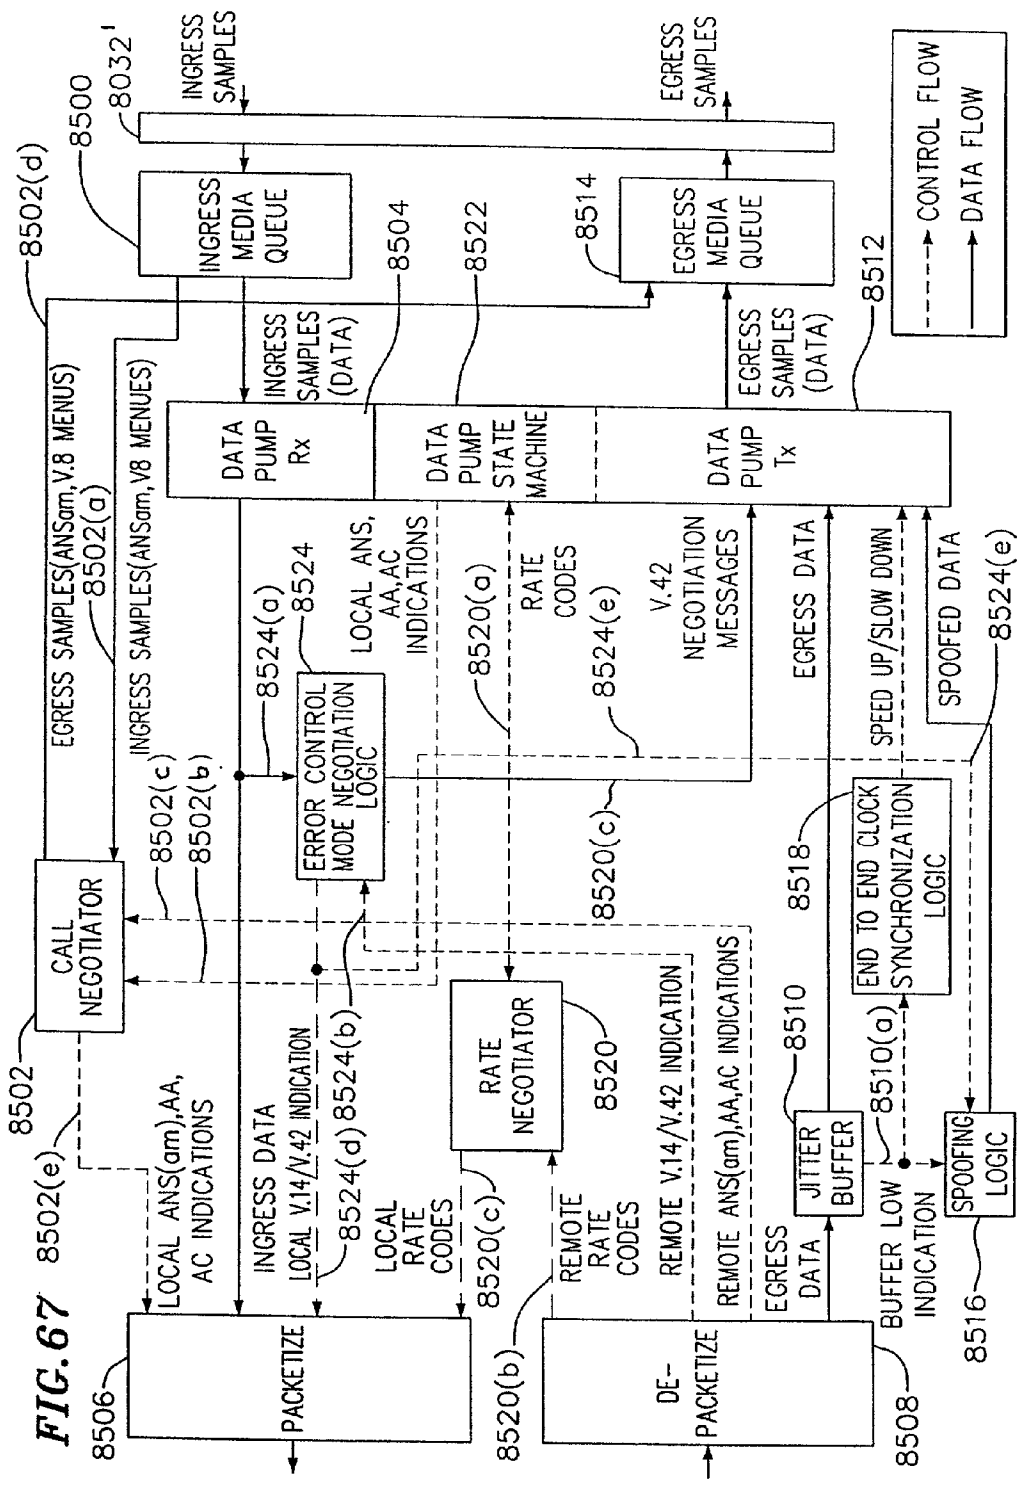 FIG.67
8502(d)
8500
8032'
INGRESS
SAMPLES
EGRESS
SAMPLES
INGRESS
MEDIA
QUEUE
8504
8522
8514
EGRESS
MEDIA
QUEUE
8512
CONTROL FLOW
DATA FLOW
EGRESS SAMPLES(ANSam,V.8 MENUS)
8502(a)
INGRESS SAMPLES(ANSam,V8 MENUES)
INGRESS
SAMPLES
(DATA)
EGRESS
SAMPLES
(DATA)
DATA
PUMP
Rx
DATA
PUMP
STATE
MACHINE
DATA
PUMP
Tx
8524(a)
8524
LOCAL ANS,
AA,AC
INDICATIONS
8520(a)
RATE
CODES
8524(e)
V.42
NEGOTIATION
MESSAGES
EGRESS DATA
SPEED UP/SLOW DOWN
SPOOFED DATA
8524(e)
8502(c)
8502(b)
ERROR CONTROL
MODE NEGOTIATION
LOGIC
8520(c)
8518
END TO END CLOCK
SYNCHRONIZATION
LOGIC
CALL
NEGOTIATOR
8502
8502(e)
LOCAL ANS(am),AA,
AC INDICATIONS
INGRESS DATA
LOCAL V.14/V.42 INDICATION
8524(d)
8524(b)
RATE
NEGOTIATOR
8520
LOCAL
RATE
CODES
8520(c)
8520(b)
REMOTE
RATE
CODES
REMOTE V.14/V.42 INDICATION
REMOTE ANS(am),AA,AC INDICATIONS
EGRESS
DATA
8510
JITTER
BUFFER
8510(a)
BUFFER LOW
INDICATION
SPOOFING
LOGIC
8516
8506
PACKETIZE
DE-
PACKETIZE
8508